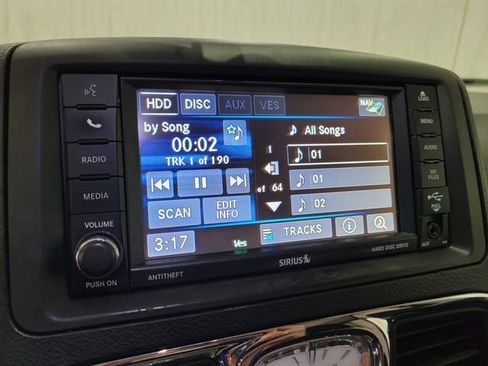 HDD DISC AUX VES NAV
by Song
00:02
TRK 1 of 190
All Songs
1
of 64
01
01
02
SCAN
EDIT
INFO
3:17
Ves
TRACKS
RADIO
MEDIA
VOLUME
PUSH ON
ANTITHEFT
SIRIUS
HARD DISC DRIVE
LOAD
MENU
AUDIO
MY
FILES
PULL
AUX